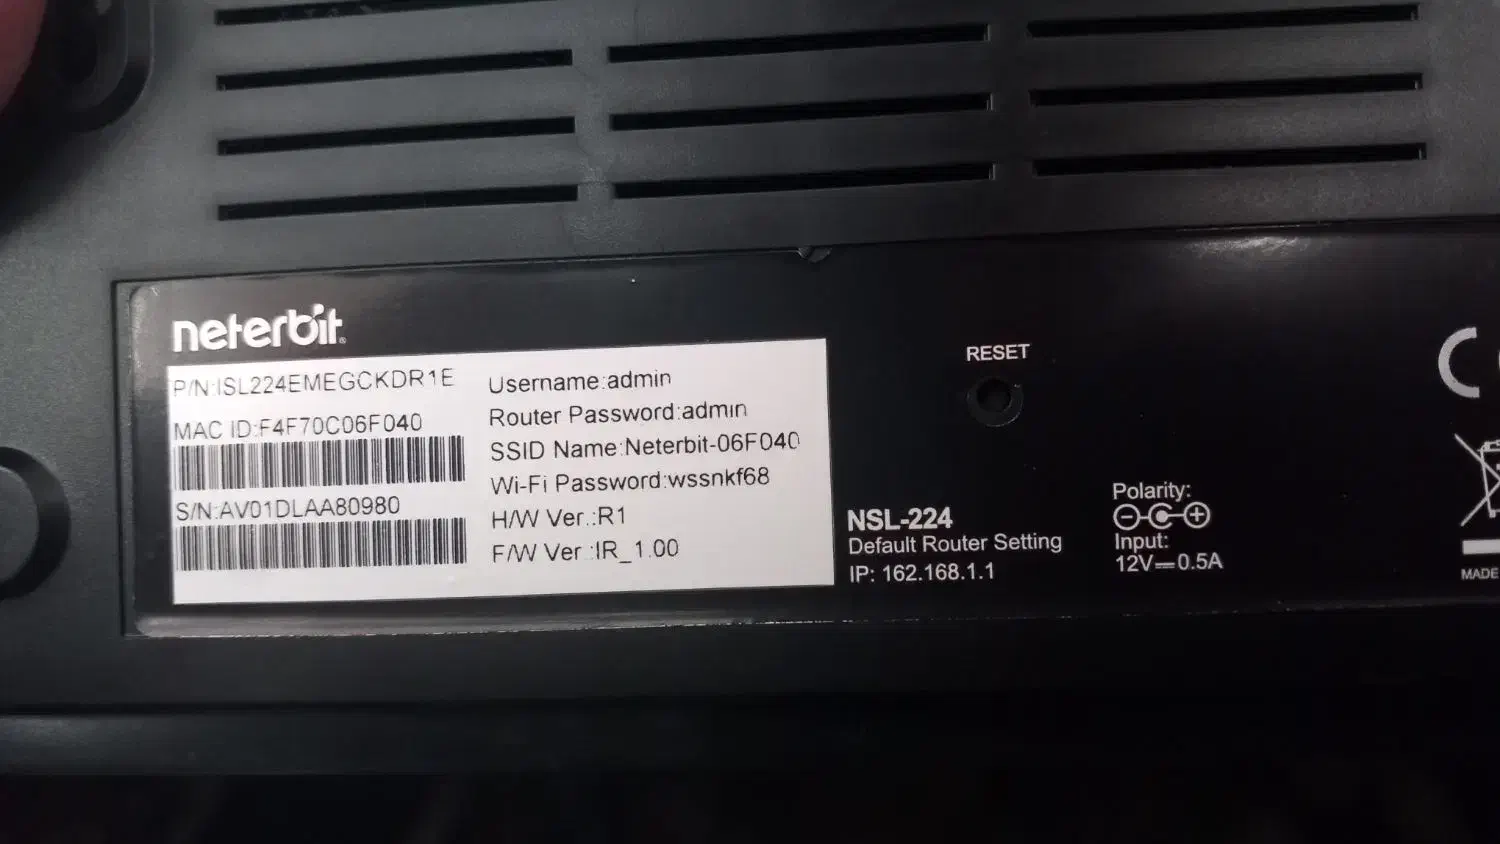 neterbit
P/N:ISL224EMEGCKDR1E
MAC ID:F4F70C06F040
S/N:AV01DLAA80980
Username:admin
Router Password:admin
SSID Name:Neterbit-06F040
Wi-Fi Password:wssnkf68
H/W Ver.:R1
F/W Ver.:IR_1.00
RESET
NSL-224
Default Router Setting
IP: 162.168.1.1
Polarity:
Input:
12V⎓0.5A
MADE